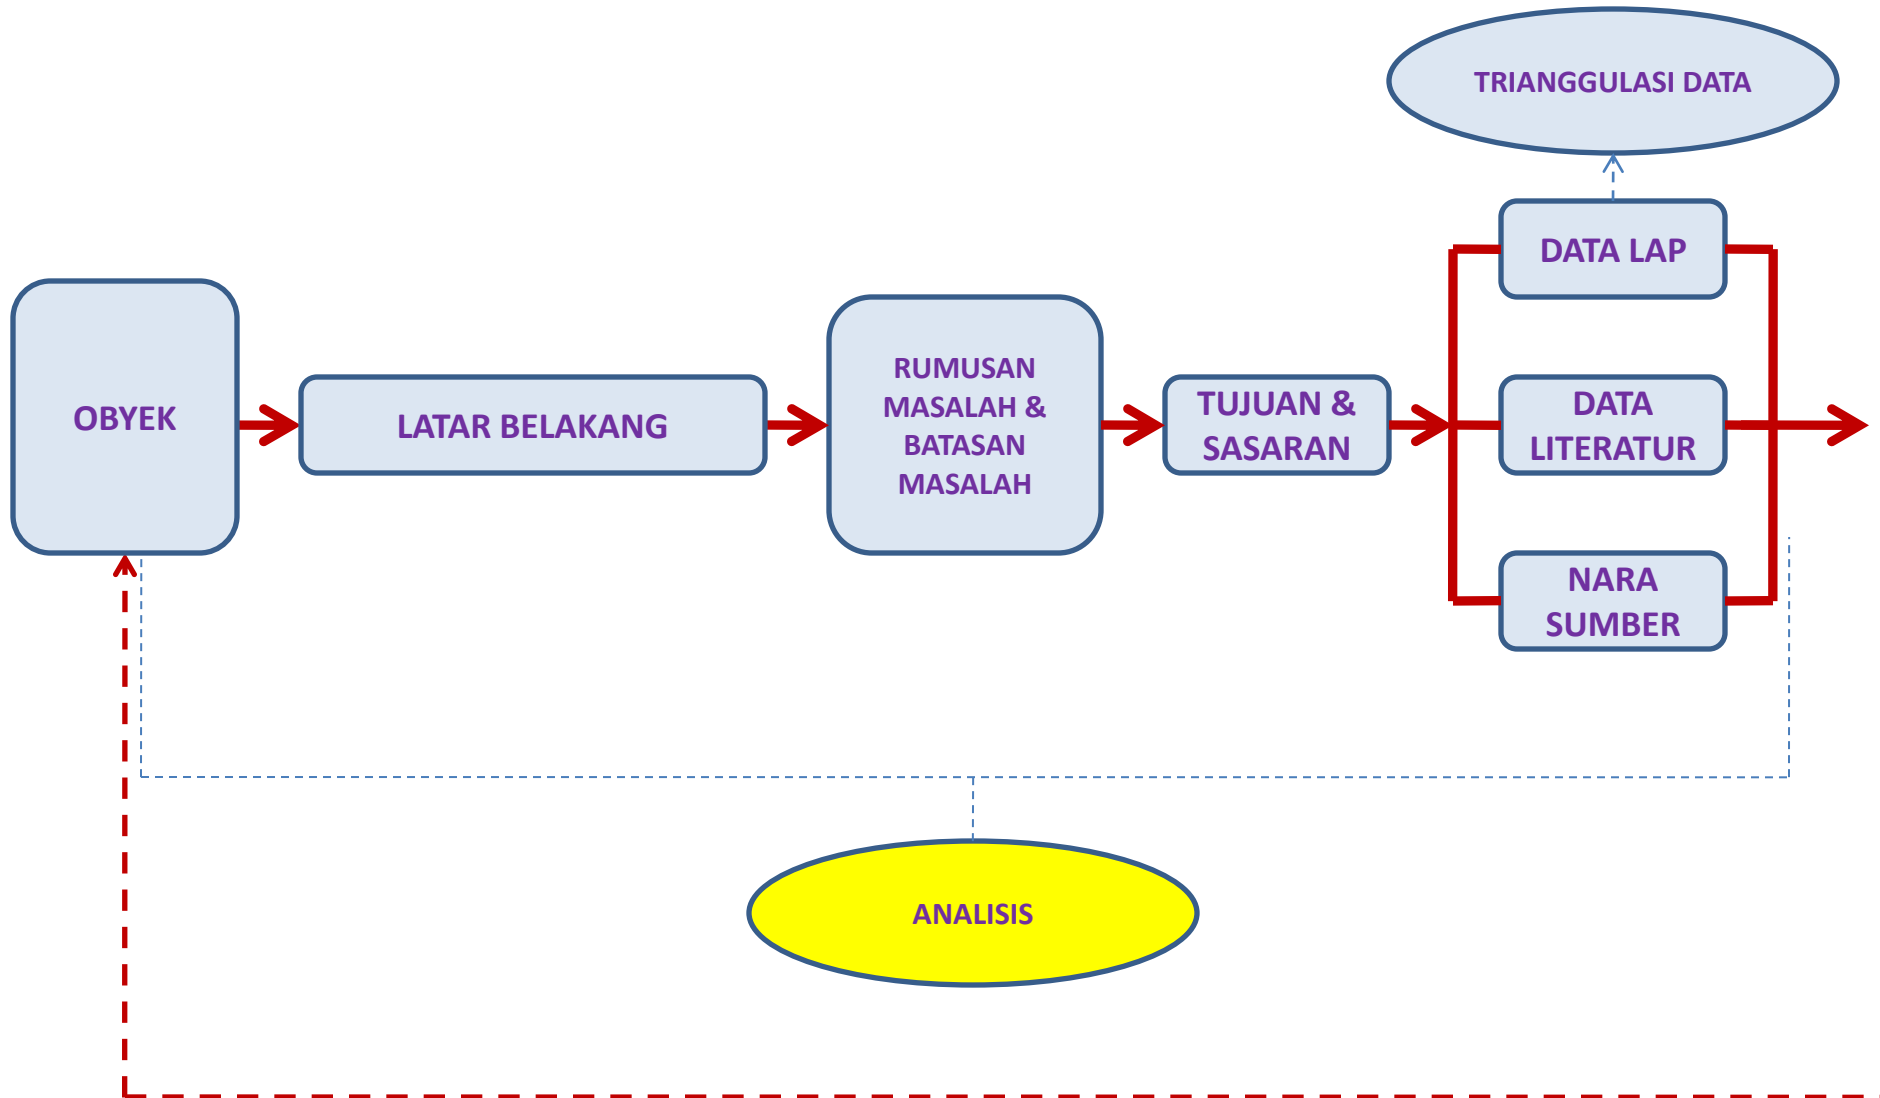 TRIANGGULASI DATA
DATA LAP
OBYEK
LATAR BELAKANG
RUMUSAN
MASALAH &
BATASAN
MASALAH
TUJUAN &
SASARAN
DATA
LITERATUR
NARA
SUMBER
ANALISIS